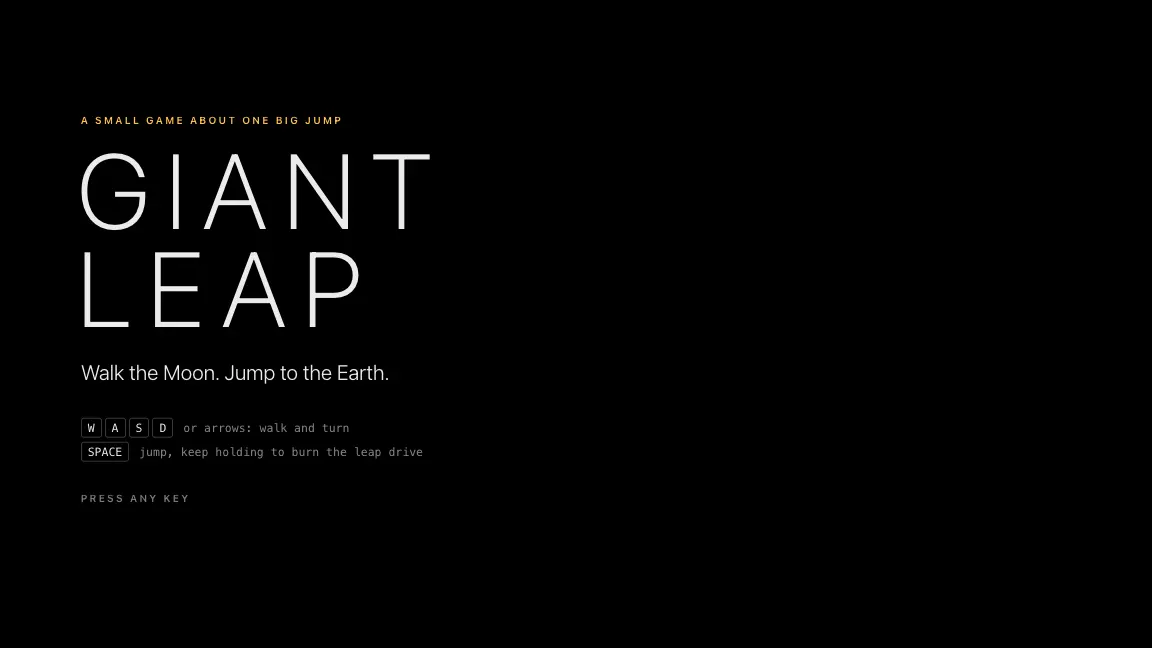 A SMALL GAME ABOUT ONE BIG JUMP
GIANT
LEAP
Walk the Moon. Jump to the Earth.
W A S D or arrows: walk and turn
SPACE jump, keep holding to burn the leap drive
PRESS ANY KEY